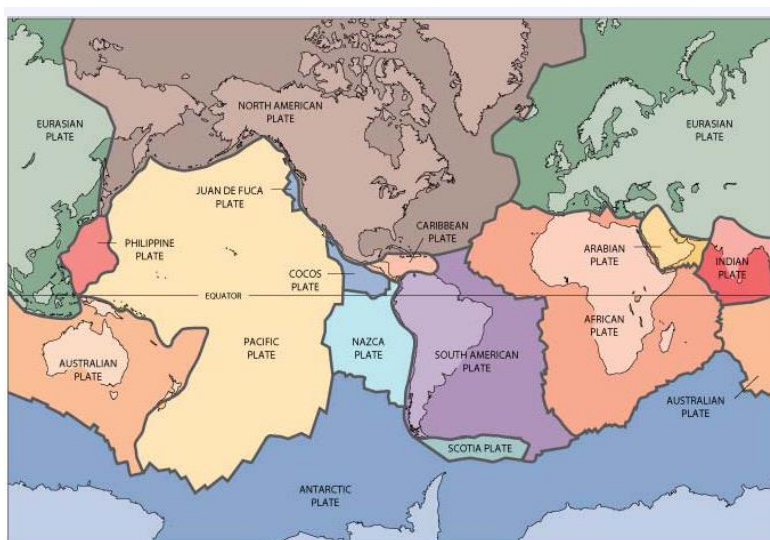 NORTH AMERICAN
PLATE
EURASIAN
PLATE
EURASIAN
PLATE
JUAN DE FUCA
PLATE
CARIBBEAN
PLATE
PHILIPPINE
PLATE
ARABIAN
PLATE
INDIAN
PLATE
COCOS
PLATE
EQUATOR
AFRICAN
PLATE
AUSTRALIAN
PLATE
PACIFIC
PLATE
NAZCA
PLATE
SOUTH AMERICAN
PLATE
AUSTRALIAN
PLATE
SCOTIA PLATE
ANTARCTIC
PLATE